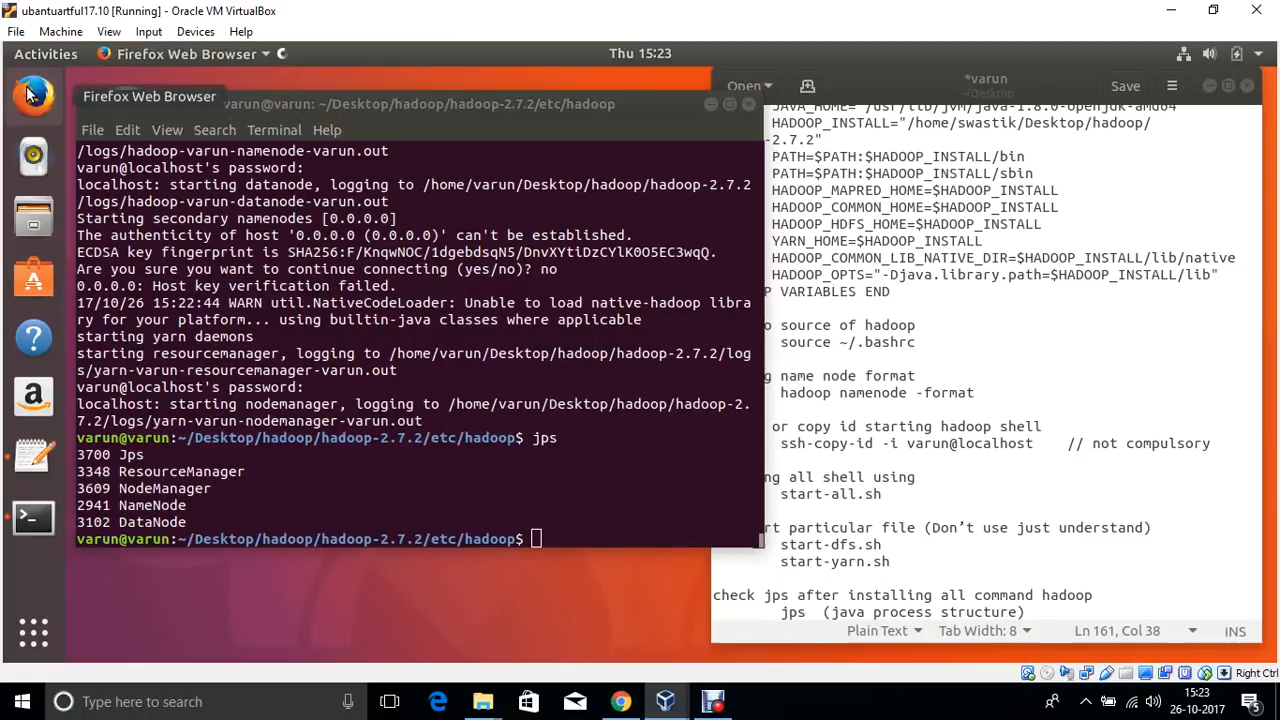 ubantuartful17.10 [Running] - Oracle VM VirtualBox
File Machine View Input Devices Help
Activities Firefox Web Browser Thu 15:23
Firefox Web Browser
varun@varun: ~/Desktop/hadoop/hadoop-2.7.2/etc/hadoop
File Edit View Search Terminal Help
/logs/hadoop-varun-namenode-varun.out
varun@localhost's password:
localhost: starting datanode, logging to /home/varun/Desktop/hadoop/hadoop-2.7.2
/logs/hadoop-varun-datanode-varun.out
Starting secondary namenodes [0.0.0.0]
The authenticity of host '0.0.0.0 (0.0.0.0)' can't be established.
ECDSA key fingerprint is SHA256:F/KnqwNOC/1dgebdsqN5/DnvXYtiDzCYlK0O5EC3wqQ.
Are you sure you want to continue connecting (yes/no)? no
0.0.0.0: Host key verification failed.
17/10/26 15:22:44 WARN util.NativeCodeLoader: Unable to load native-hadoop libra
ry for your platform... using builtin-java classes where applicable
starting yarn daemons
starting resourcemanager, logging to /home/varun/Desktop/hadoop/hadoop-2.7.2/log
s/yarn-varun-resourcemanager-varun.out
varun@localhost's password:
localhost: starting nodemanager, logging to /home/varun/Desktop/hadoop/hadoop-2.
7.2/logs/yarn-varun-nodemanager-varun.out
varun@varun:~/Desktop/hadoop/hadoop-2.7.2/etc/hadoop$ jps
3700 Jps
3348 ResourceManager
3609 NodeManager
2941 NameNode
3102 DataNode
varun@varun:~/Desktop/hadoop/hadoop-2.7.2/etc/hadoop$
Open *varun Save
~/Desktop
JAVA_HOME="/usr/lib/jvm/java-1.8.0-openjdk-amd64"
HADOOP_INSTALL="/home/swastik/Desktop/hadoop/
-2.7.2"
PATH=$PATH:$HADOOP_INSTALL/bin
PATH=$PATH:$HADOOP_INSTALL/sbin
HADOOP_MAPRED_HOME=$HADOOP_INSTALL
HADOOP_COMMON_HOME=$HADOOP_INSTALL
HADOOP_HDFS_HOME=$HADOOP_INSTALL
YARN_HOME=$HADOOP_INSTALL
HADOOP_COMMON_LIB_NATIVE_DIR=$HADOOP_INSTALL/lib/native
HADOOP_OPTS="-Djava.library.path=$HADOOP_INSTALL/lib"
P VARIABLES END
o source of hadoop
source ~/.bashrc
g name node format
hadoop namenode -format
or copy id starting hadoop shell
ssh-copy-id -i varun@localhost // not compulsory
ng all shell using
start-all.sh
rt particular file (Don’t use just understand)
start-dfs.sh
start-yarn.sh
check jps after installing all command hadoop
jps (java process structure)
Plain Text Tab Width: 8 Ln 161, Col 38 INS
Right Ctrl
Type here to search
15:23
26-10-2017
5